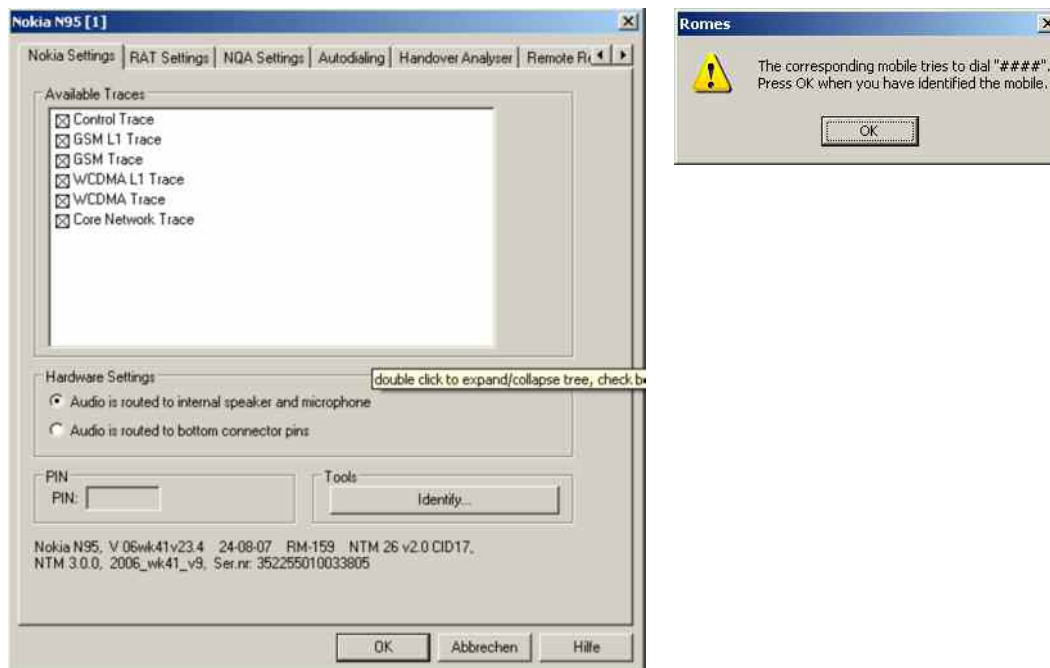 Nokia N95 [1]
Nokia Settings RAT Settings NQA Settings Autodialing Handover Analyser Remote
Available Traces
Control Trace
GSM L1 Trace
GSM Trace
WCDMA L1 Trace
WCDMA Trace
Core Network Trace
Hardware Settings
double click to expand/collapse tree, check
Audio is routed to internal speaker and microphone
Audio is routed to bottom connector pins
PIN
PIN:
Tools
Identify...
Nokia N95, V 06wk41v23.4 24-08-07 RM-159 NTM 26 v2.0 CID17,
NTM 3.0.0, 2006_wk41_v9, Ser.nr: 352255010033805
OK Abbrechen Hilfe
Romes
The corresponding mobile tries to dial "####".
Press OK when you have identified the mobile.
OK